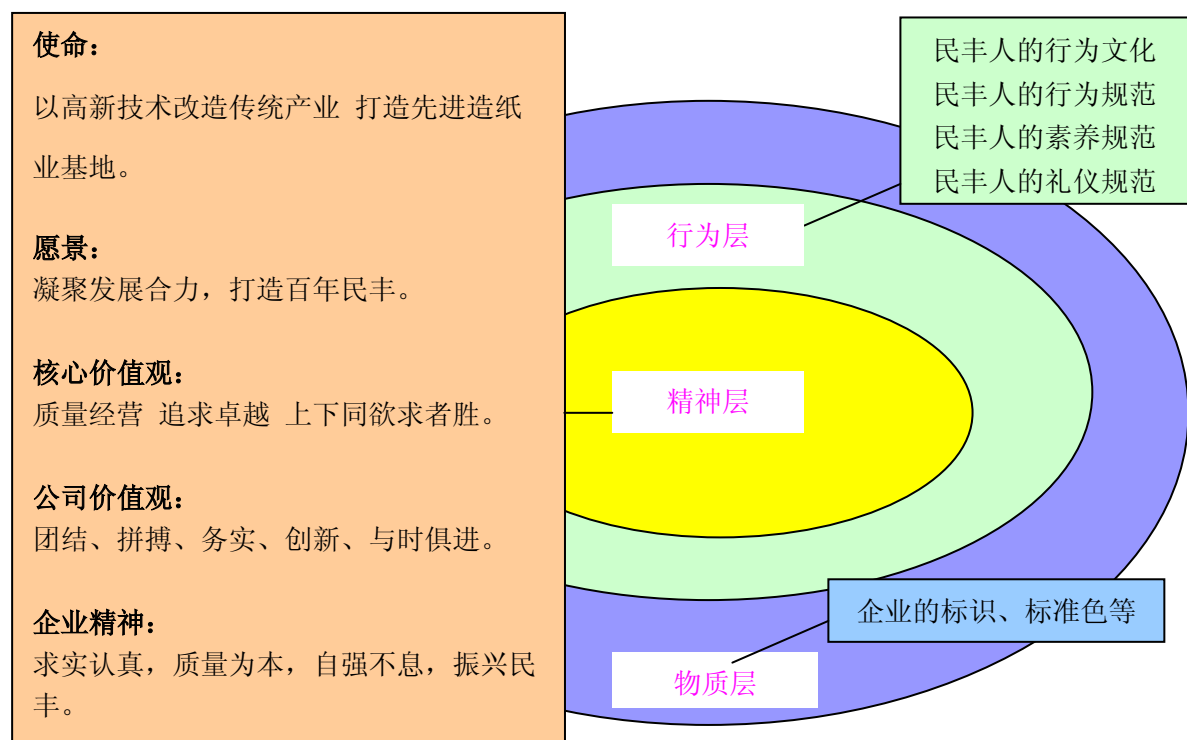 使命：
以高新技术改造传统产业 打造先进造纸
业基地。
愿景：
凝聚发展合力，打造百年民丰。
核心价值观：
质量经营 追求卓越 上下同欲求者胜。
公司价值观：
团结、拼搏、务实、创新、与时俱进。
企业精神：
求实认真，质量为本，自强不息，振兴民
丰。
民丰人的行为文化
民丰人的行为规范
民丰人的素养规范
民丰人的礼仪规范
行为层
精神层
企业的标识、标准色等
物质层